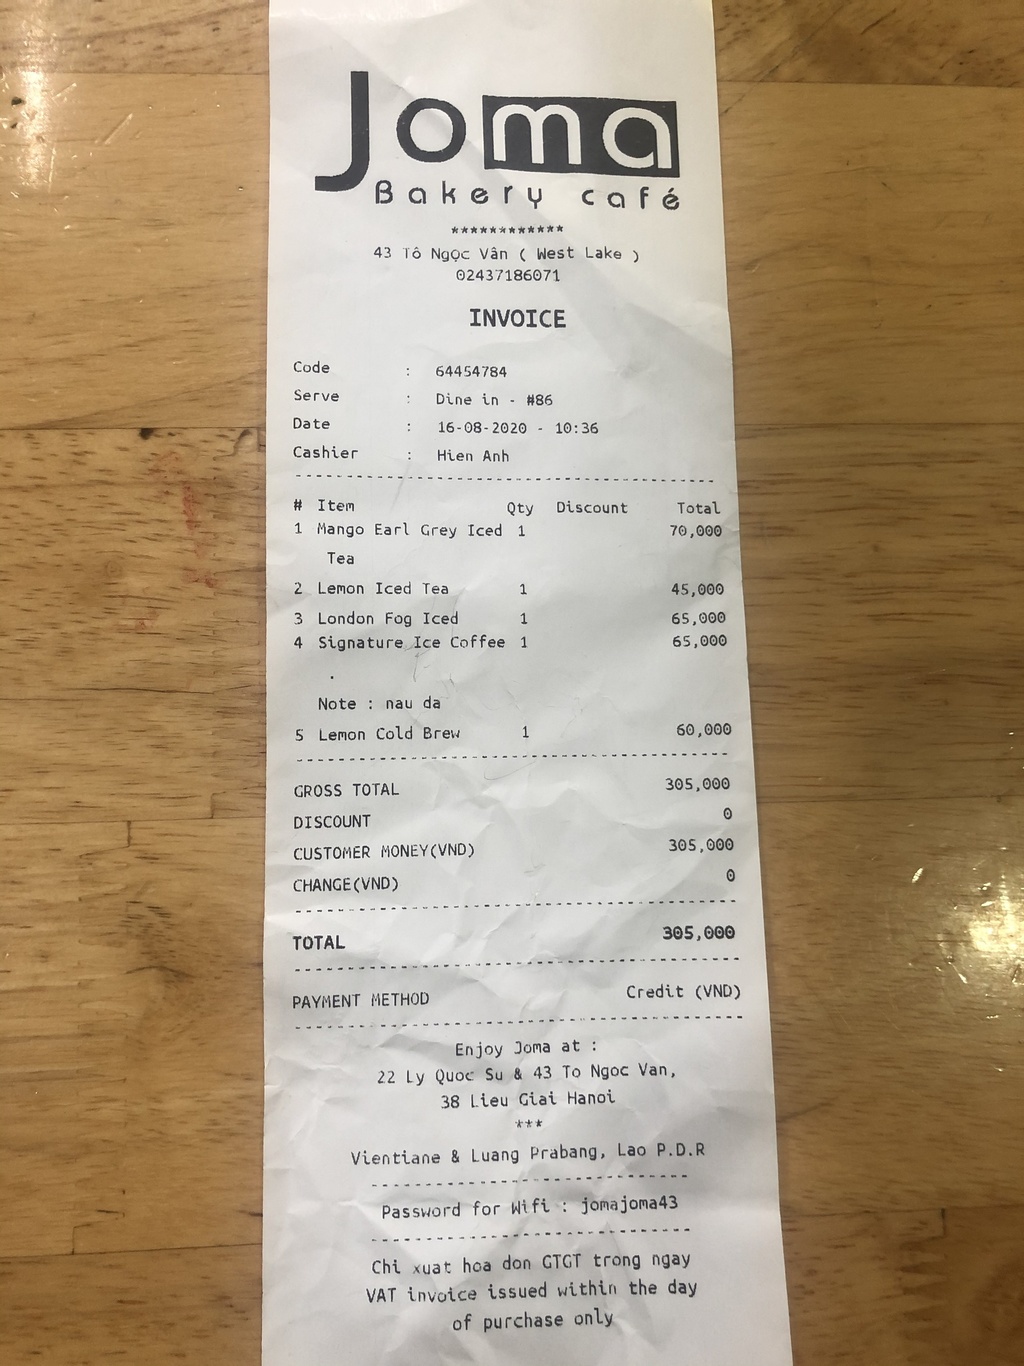 Joma
Bakery café
************
43 Tô Ngọc Vân ( West Lake )
02437186071
INVOICE
Code : 64454784
Serve : Dine in - #86
Date : 16-08-2020 - 10:36
Cashier : Hien Anh
# Item Qty Discount Total
1 Mango Earl Grey Iced 1 70,000
Tea
2 Lemon Iced Tea 1 45,000
3 London Fog Iced 1 65,000
4 Signature Ice Coffee 1 65,000
.
Note : nau da
5 Lemon Cold Brew 1 60,000
GROSS TOTAL 305,000
DISCOUNT 0
CUSTOMER MONEY(VND) 305,000
CHANGE(VND) 0
TOTAL 305,000
PAYMENT METHOD Credit (VND)
Enjoy Joma at :
22 Ly Quoc Su & 43 To Ngoc Van,
38 Lieu Giai Hanoi
***
Vientiane & Luang Prabang, Lao P.D.R
Password for Wifi : jomajoma43
Chi xuat hoa don GTGT trong ngay
VAT invoice issued within the day
of purchase only